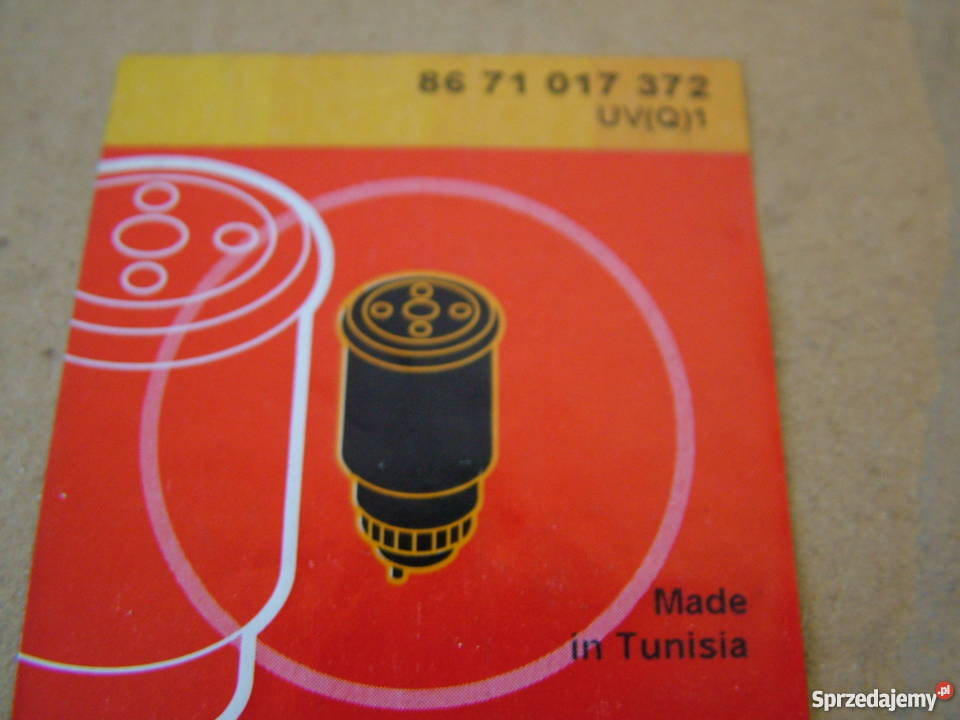 86 71 017 372
UV(Q)1
Made
in Tunisia
Sprzedajemy.pl